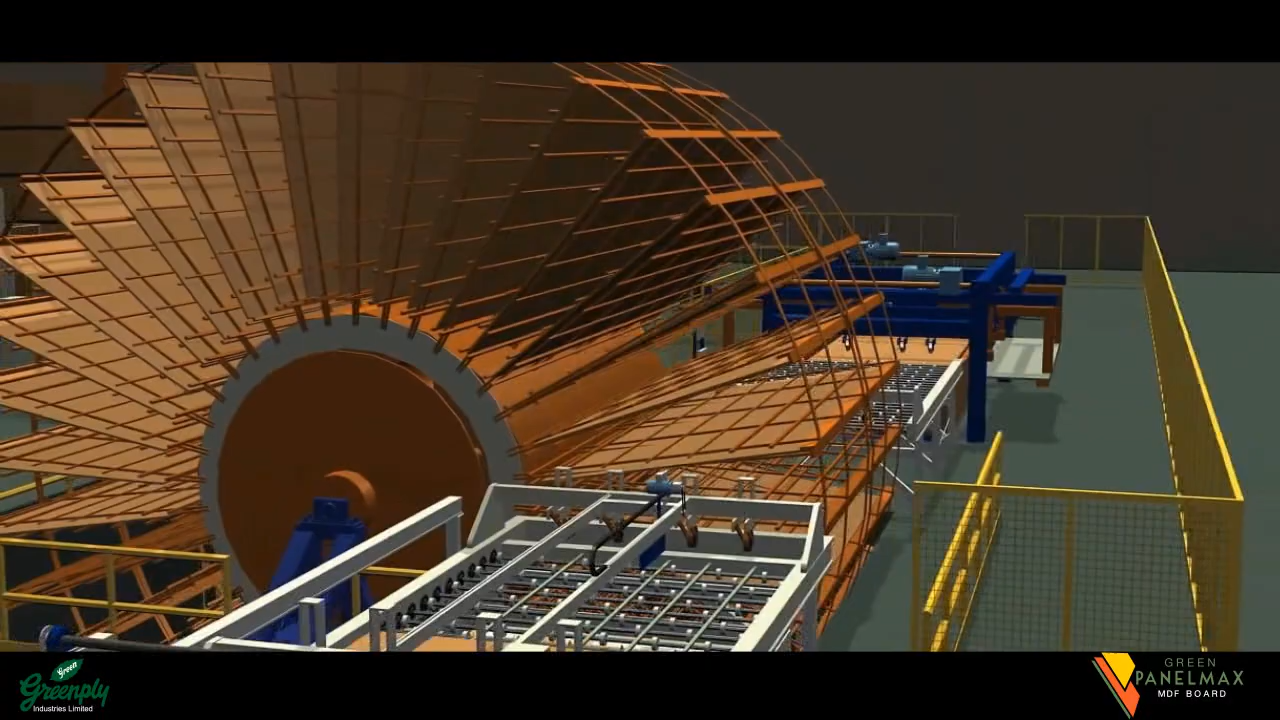 Green
Greenply
Industries Limited
GREEN
PANELMAX
MDF BOARD